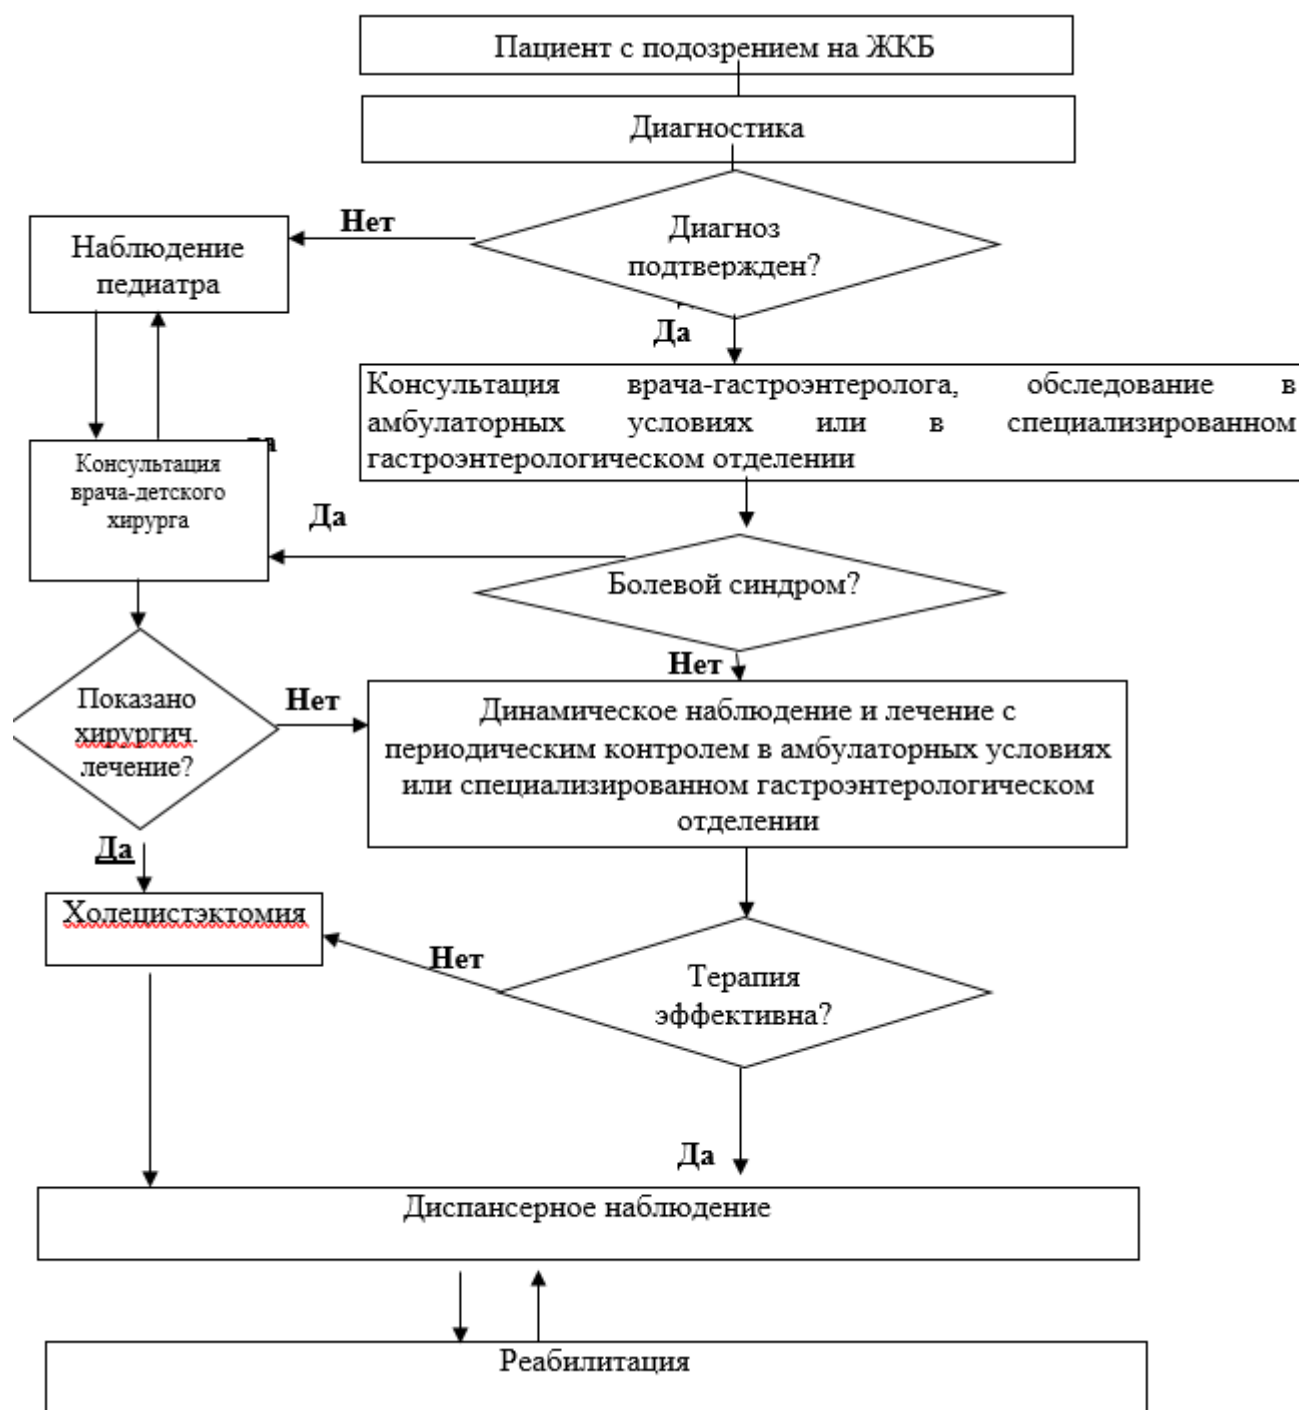 Пациент с подозрением на ЖКБ
Диагностика
Диагноз
подтвержден?
Нет
Наблюдение
педиатра
Да
Консультация врача-гастроэнтеролога, обследование в
амбулаторных условиях или в специализированном
гастроэнтерологическом отделении
Консультация
врача-детского
хирурга
Да
Болевой синдром?
Нет
Показано
хирургич.
лечение?
Нет
Динамическое наблюдение и лечение с
периодическим контролем в амбулаторных условиях
или специализированном гастроэнтерологическом
отделении
Да
Холецистэктомия
Нет
Терапия
эффективна?
Да
Диспансерное наблюдение
Реабилитация